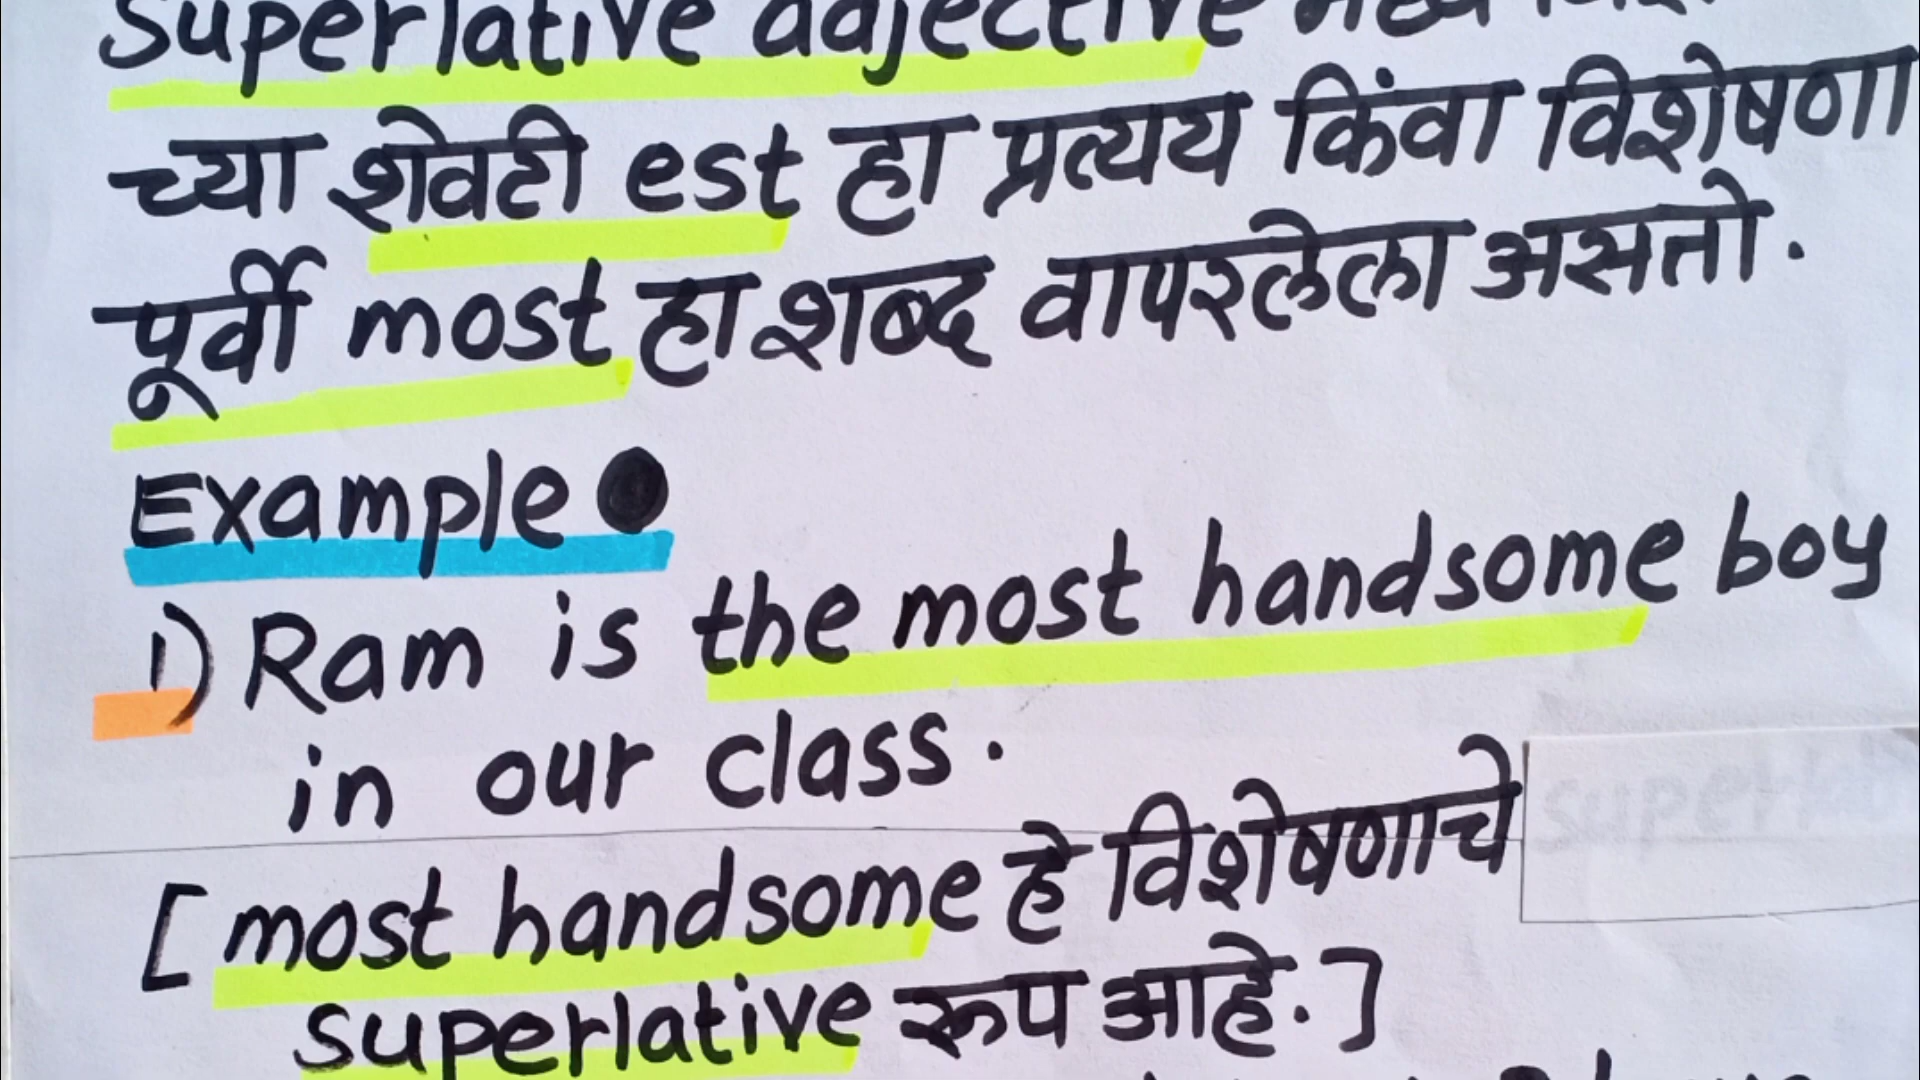 Superlative adjective मध्ये
च्या शेवटी est हा प्रत्यय किंवा विशेषणा
पूर्वी most हा शब्द वापरलेला असतो.
Example ●
1) Ram is the most handsome boy
in our class.
[ most handsome हे विशेषणाचे
superlative रूप आहे. ]